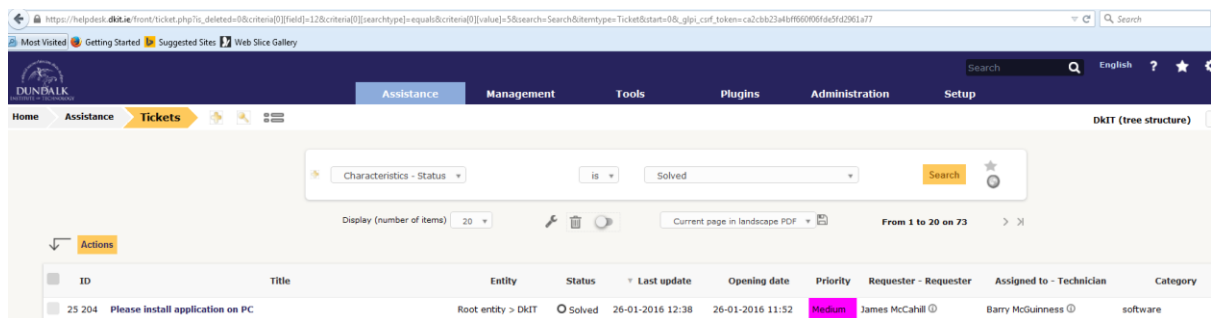 https://helpdesk.dkit.ie/front/ticket.php?is_deleted=0&criteria[0][field]=12&criteria[0][searchtype]=equals&criteria[0][value]=5&search=Search&itemtype=Ticket&start=0&_glpi_csrf_token=ca2cbb23a4bff660f06fde5fd2961a77 Search
Most Visited Getting Started Suggested Sites Web Slice Gallery
Search English ?
DUNDALK
INSTITUTE of TECHNOLOGY
Assistance Management Tools Plugins Administration Setup
Home Assistance Tickets DkIT (tree structure)
Characteristics - Status is Solved Search
Display (number of items) 20 Current page in landscape PDF From 1 to 20 on 73
Actions
ID Title Entity Status Last update Opening date Priority Requester - Requester Assigned to - Technician Category
25 204 Please install application on PC Root entity > DkIT Solved 26-01-2016 12:38 26-01-2016 11:52 Medium James McCahill Barry McGuinness software